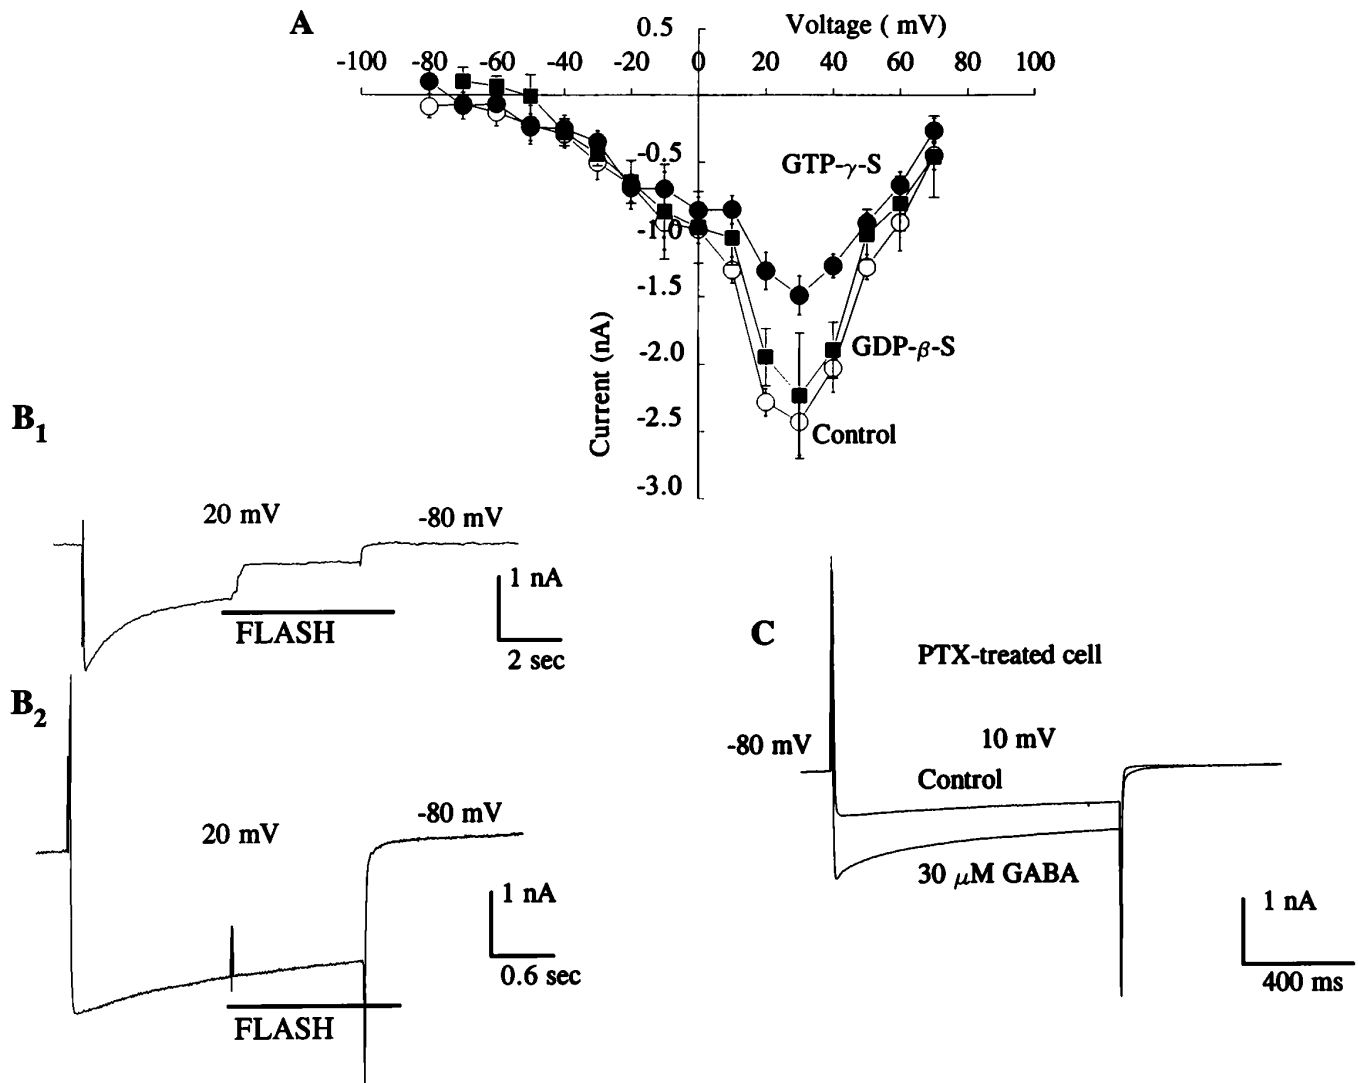 A
Voltage ( mV)
0.5
-100 -80 -60 -40 -20 0 20 40 60 80 100
-0.5
-1.0
-1.5
-2.0
-2.5
-3.0
Current (nA)
GTP-γ-S
GDP-β-S
Control
B1
20 mV
-80 mV
1 nA
2 sec
FLASH
B2
20 mV
-80 mV
1 nA
0.6 sec
FLASH
C
PTX-treated cell
-80 mV
10 mV
Control
30 μM GABA
1 nA
400 ms